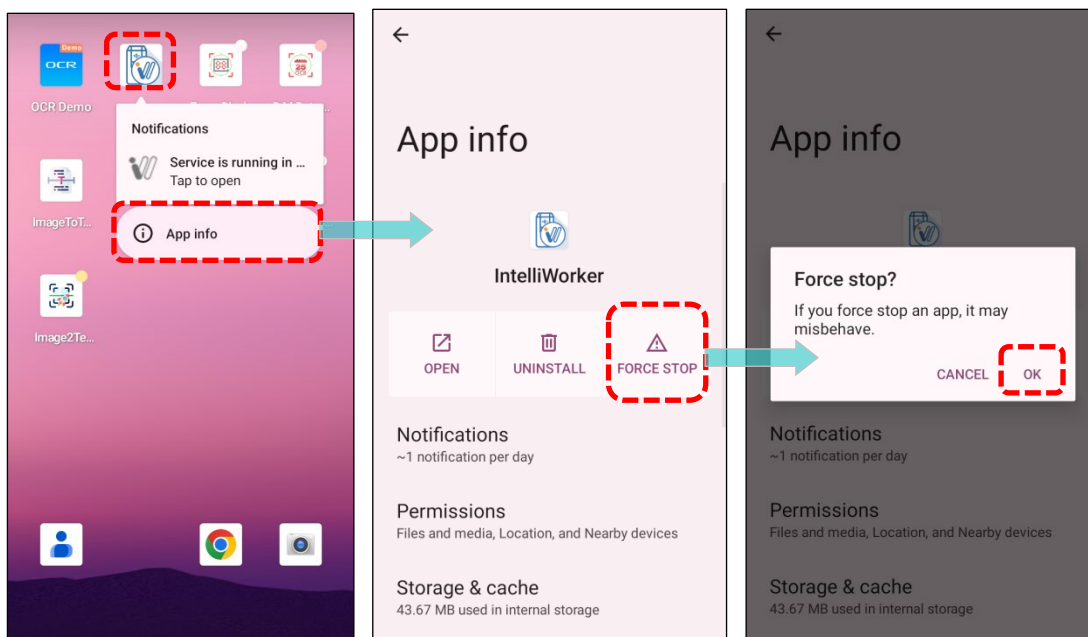 Demo
OCR
OCR Demo
Notifications
Service is running in ...
Tap to open
ImageToT...
App info
Image2Te...
App info
IntelliWorker
OPEN
UNINSTALL
FORCE STOP
Notifications
~1 notification per day
Permissions
Files and media, Location, and Nearby devices
Storage & cache
43.67 MB used in internal storage
App info
Force stop?
If you force stop an app, it may
misbehave.
CANCEL
OK
Notifications
~1 notification per day
Permissions
Files and media, Location, and Nearby devices
Storage & cache
43.67 MB used in internal storage